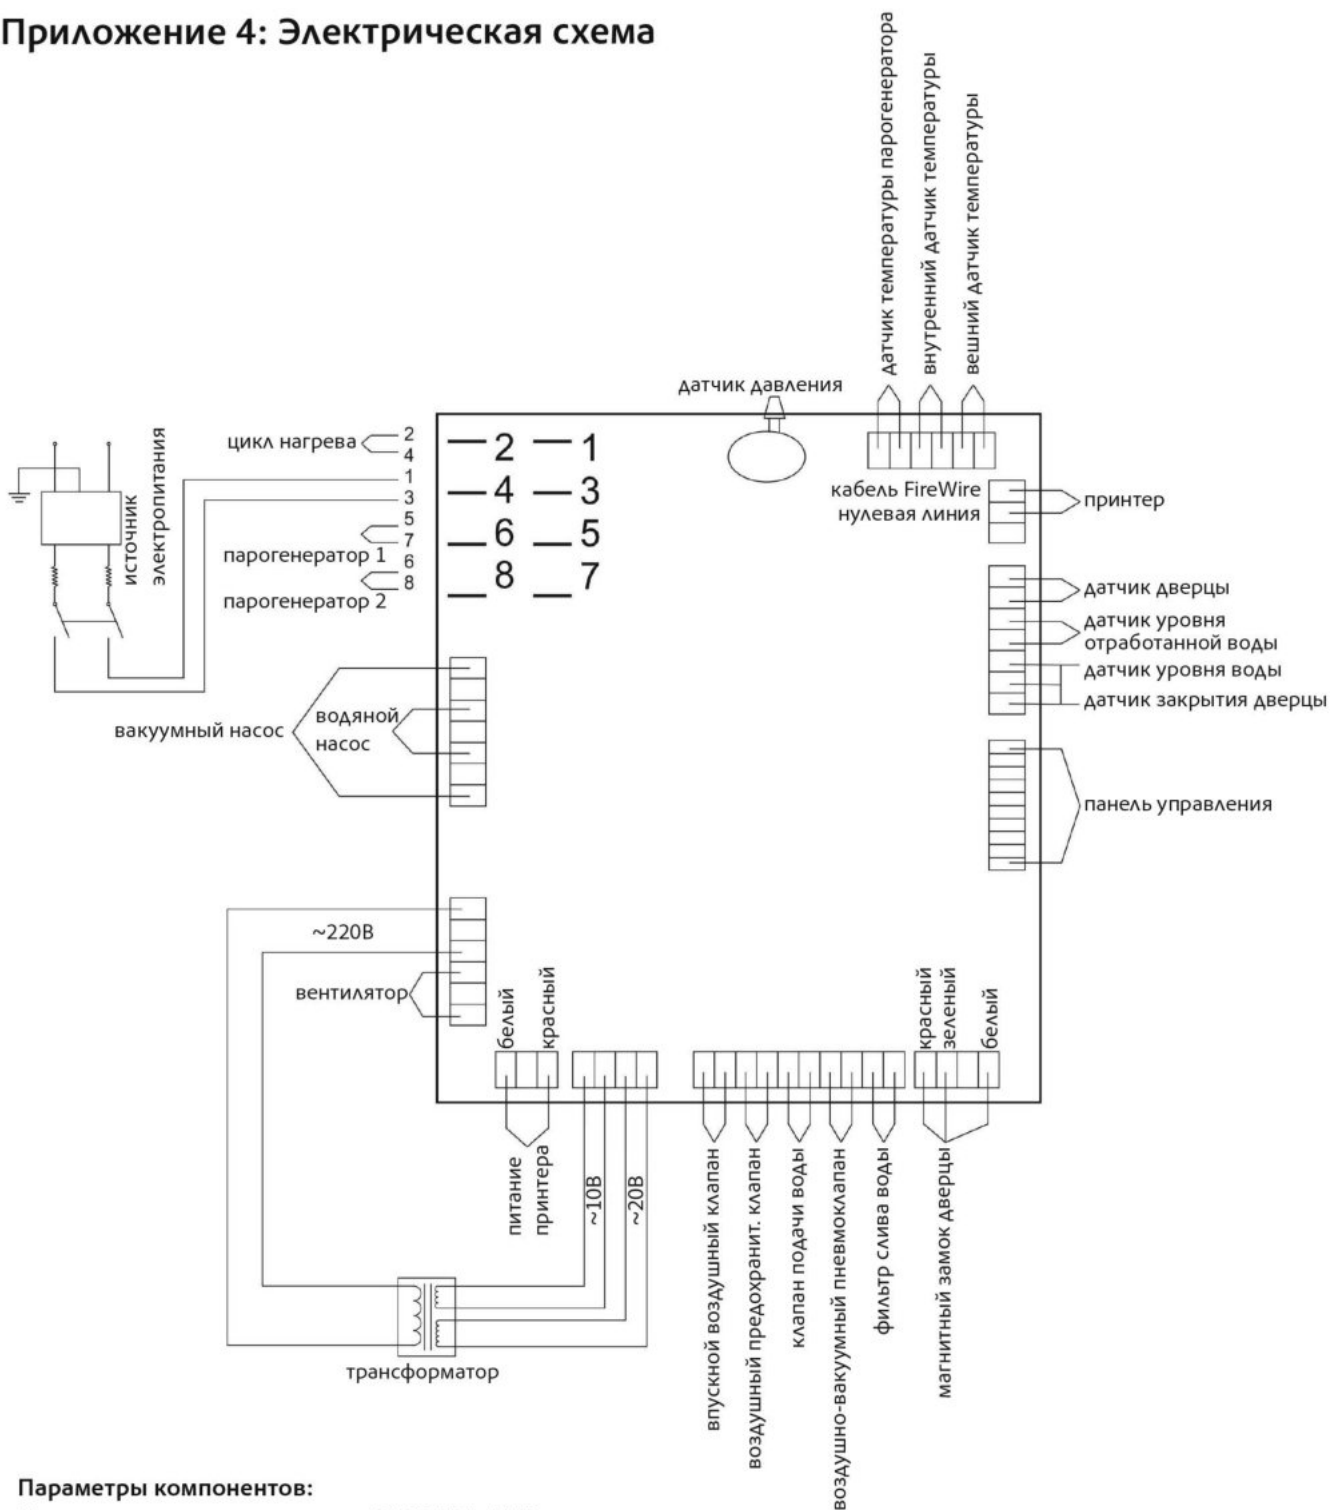 Приложение 4: Электрическая схема
датчик температуры парогенератора
внутренний датчик температуры
вешний датчик температуры
датчик давления
цикл нагрева
2
4
1
3
5
7
6
8
источник
электропитания
парогенератор 1
парогенератор 2
2 1
4 3
6 5
8 7
кабель FireWire
нулевая линия
принтер
датчик дверцы
датчик уровня
отработанной воды
датчик уровня воды
датчик закрытия дверцы
панель управления
вакуумный насос
водяной
насос
~220В
вентилятор
белый
красный
красный
зеленый
белый
питание
принтера
~10В
~20В
впускной воздушный клапан
воздушный предохранит. клапан
клапан подачи воды
воздушно-вакуумный пневмоклапан
фильтр слива воды
магнитный замок дверцы
трансформатор
Параметры компонентов: